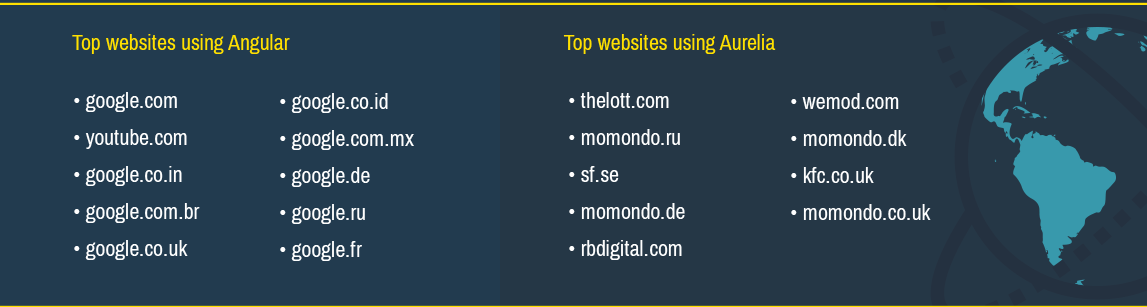 Top websites using Angular
• google.com
• youtube.com
• google.co.in
• google.com.br
• google.co.uk
• google.co.id
• google.com.mx
• google.de
• google.ru
• google.fr
Top websites using Aurelia
• thelott.com
• momondo.ru
• sf.se
• momondo.de
• rbdigital.com
• wemod.com
• momondo.dk
• kfc.co.uk
• momondo.co.uk